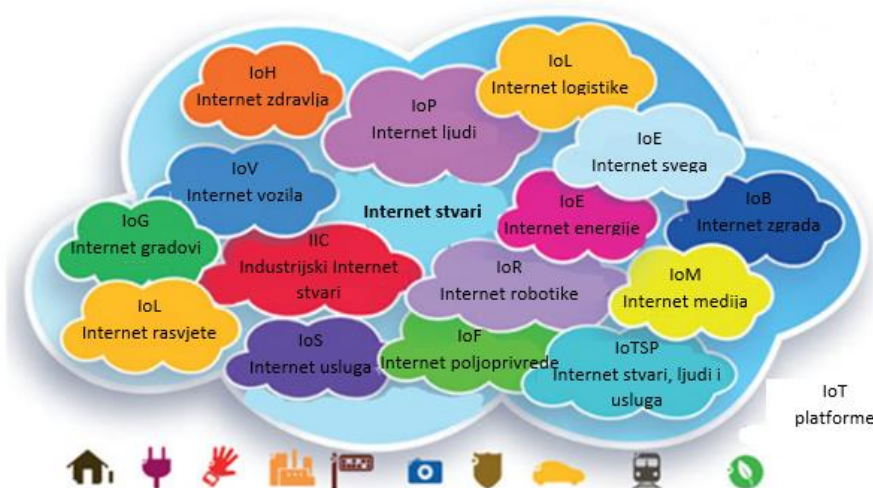 IoH
Internet zdravlja
IoP
Internet ljudi
IoL
Internet logistike
IoE
Internet svega
IoV
Internet vozila
Internet stvari
IoE
Internet energije
IoB
Internet zgrada
IoG
Internet gradovi
IIC
Industrijski Internet
stvari
IoR
Internet robotike
IoM
Internet medija
IoL
Internet rasvjete
IoS
Internet usluga
IoF
Internet poljoprivrede
IoTSP
Internet stvari, ljudi i
usluga
IoT
platforme